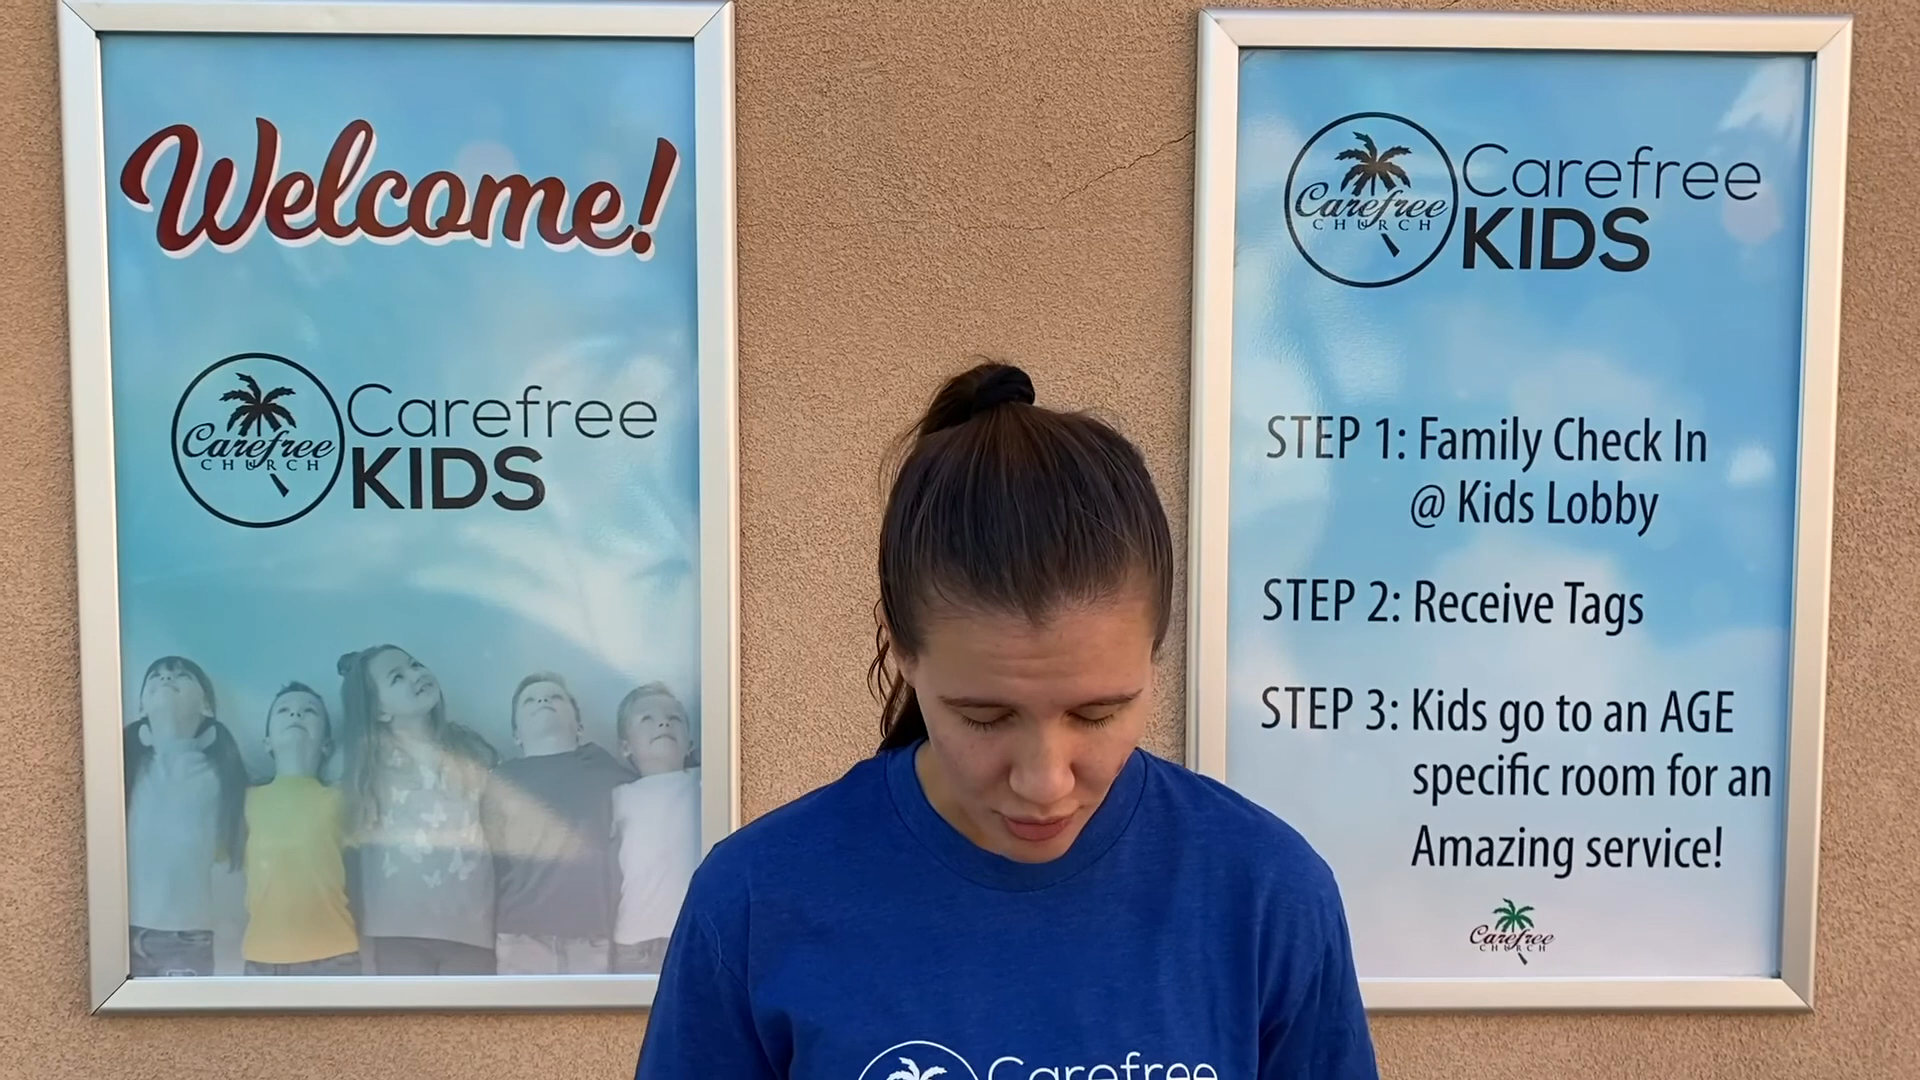 Welcome!
Carefree
CHURCH
Carefree
KIDS
Carefree
CHURCH
Carefree
KIDS
STEP 1: Family Check In
@ Kids Lobby
STEP 2: Receive Tags
STEP 3: Kids go to an AGE
specific room for an
Amazing service!
Carefree
CHURCH
Carefree